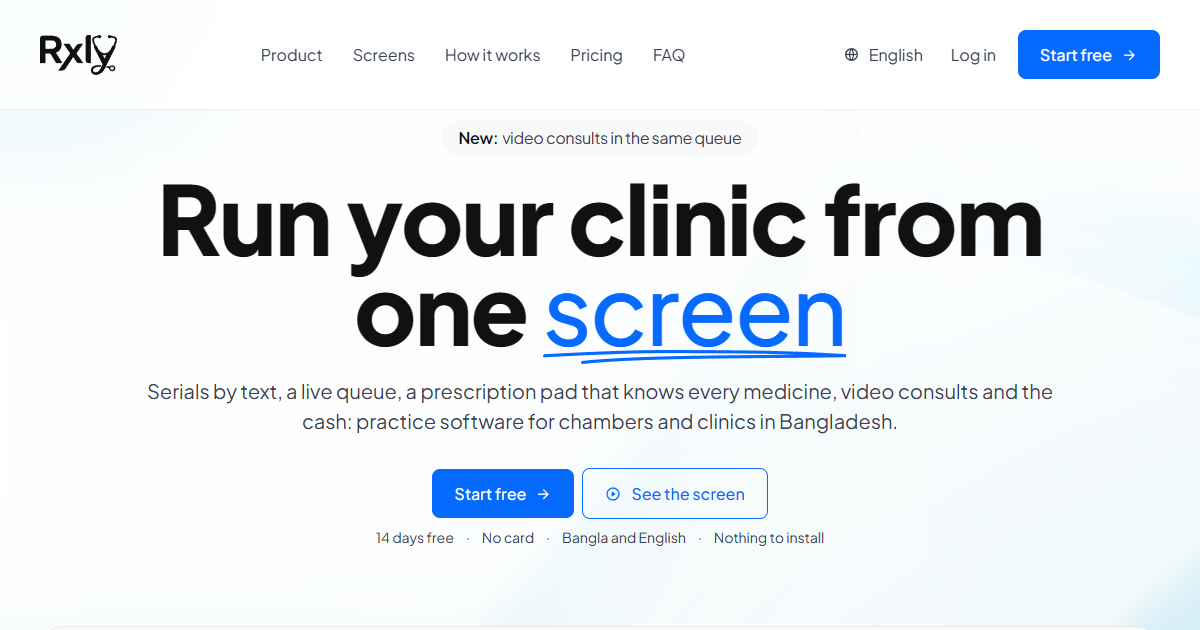 Rxly
Product Screens How it works Pricing FAQ English Log in Start free →
New: video consults in the same queue
Run your clinic from
one screen
Serials by text, a live queue, a prescription pad that knows every medicine, video consults and the
cash: practice software for chambers and clinics in Bangladesh.
Start free → See the screen
14 days free · No card · Bangla and English · Nothing to install